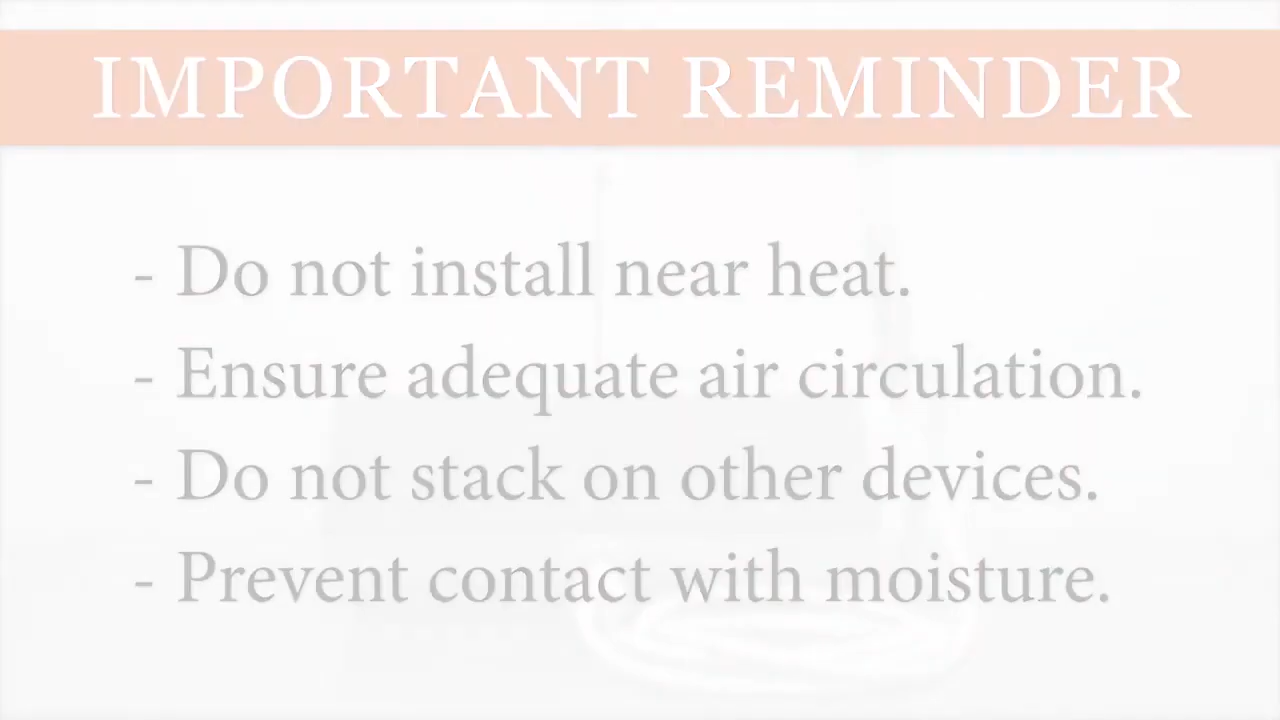 IMPORTANT REMINDER
- Do not install near heat.
- Ensure adequate air circulation.
- Do not stack on other devices.
- Prevent contact with moisture.